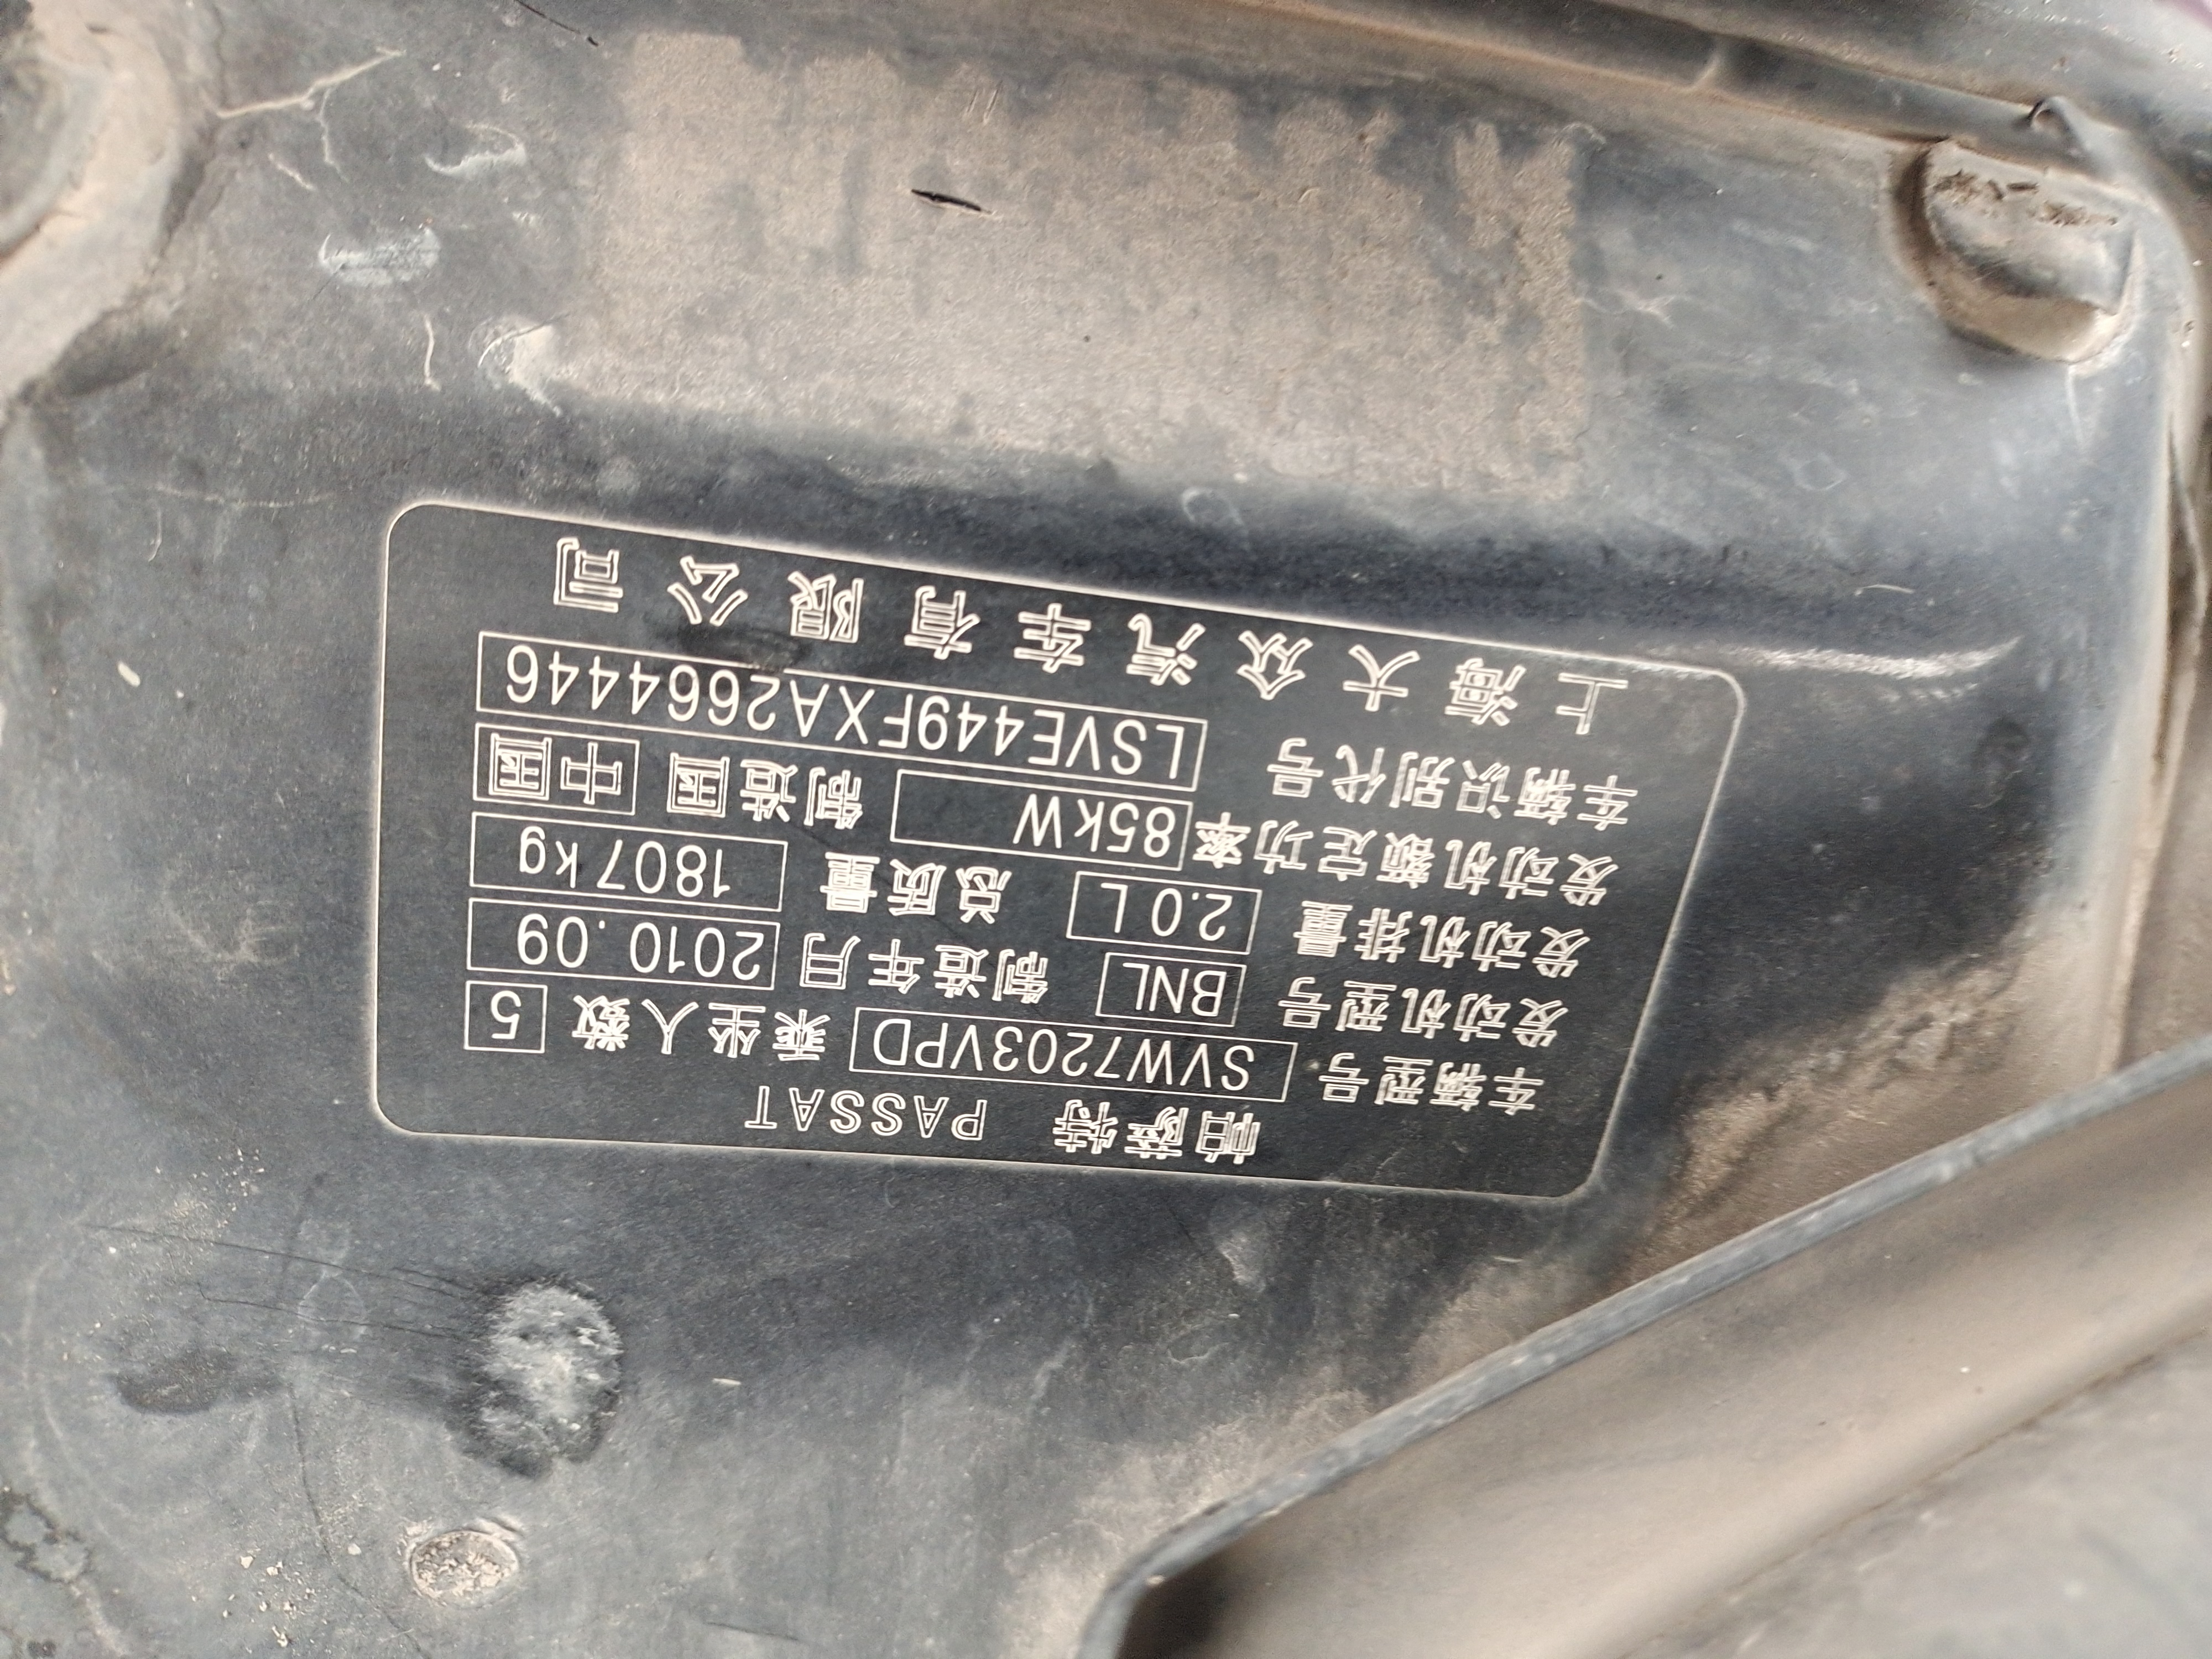 帕萨特 PASSAT
车辆型号 SVW7203VPD 乘坐人数 5
发动机型号 BNL 制造年月 2010.09
发动机排量 2.0L 总质量 1807kg
发动机额定功率 85kW 制造国 中国
车辆识别代号 LSVE449FXA2664446
上海大众汽车有限公司